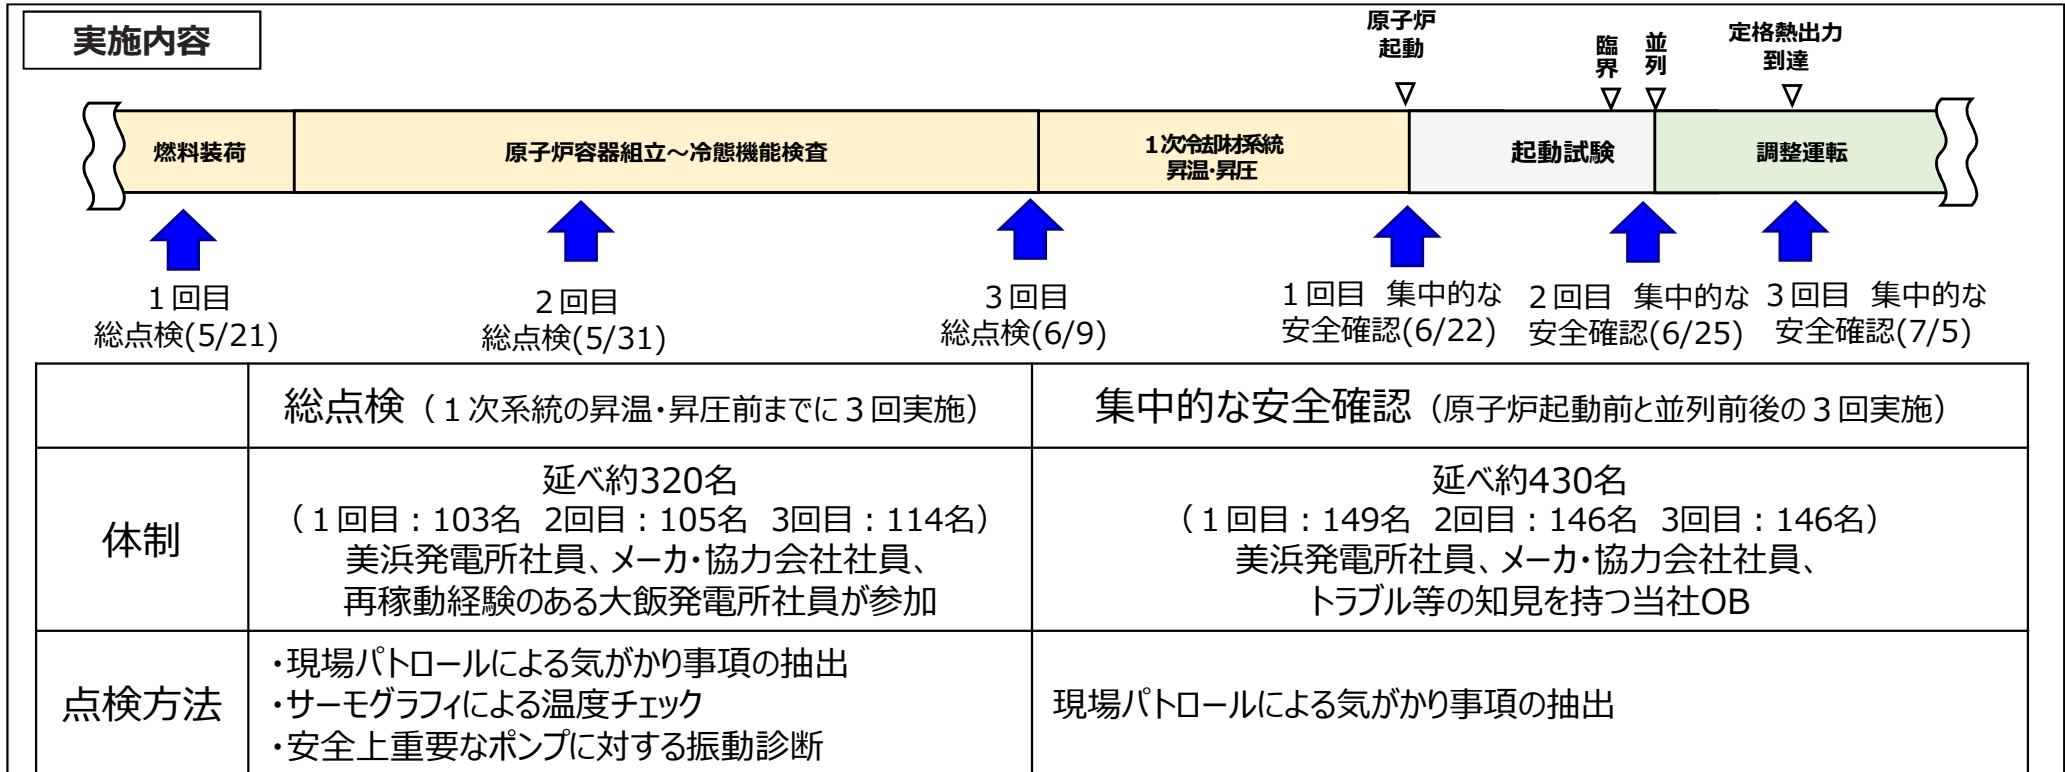 実施内容
原子炉
起動
臨界
並列
定格熱出力
到達
燃料装荷
原子炉容器組立～冷態機能検査
１次冷却材系統
昇温・昇圧
起動試験
調整運転
１回目
総点検(5/21)
２回目
総点検(5/31)
３回目
総点検(6/9)
１回目　集中的な
安全確認(6/22)
２回目　集中的な
安全確認(6/25)
３回目　集中的な
安全確認(7/5)
総点検（１次系統の昇温・昇圧前までに３回実施）
集中的な安全確認（原子炉起動前と並列前後の３回実施）
体制
延べ約320名
（１回目：103名　2回目：105名　3回目：114名）
美浜発電所社員、メーカ・協力会社社員、
再稼動経験のある大飯発電所社員が参加
延べ約430名
（１回目：149名　2回目：146名　3回目：146名）
美浜発電所社員、メーカ・協力会社社員、
トラブル等の知見を持つ当社OB
点検方法
・現場パトロールによる気がかり事項の抽出
・サーモグラフィによる温度チェック
・安全上重要なポンプに対する振動診断
現場パトロールによる気がかり事項の抽出